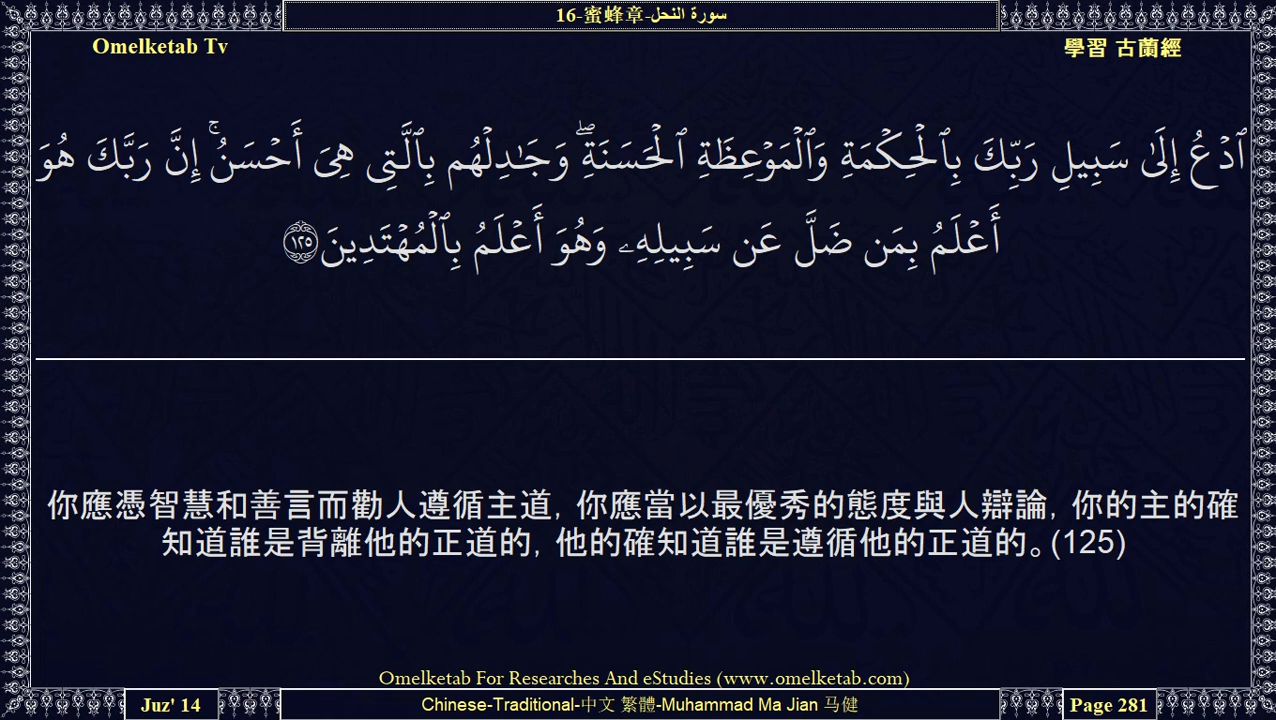 16-蜜蜂章-سورة النحل
Omelketab Tv
學習 古蘭經
ٱدۡعُ إِلَىٰ سَبِيلِ رَبِّكَ بِٱلۡحِكۡمَةِ وَٱلۡمَوۡعِظَةِ ٱلۡحَسَنَةِۖ وَجَٰدِلۡهُم بِٱلَّتِي هِيَ أَحۡسَنُۚ إِنَّ رَبَّكَ هُوَ
أَعۡلَمُ بِمَن ضَلَّ عَن سَبِيلِهِۦ وَهُوَ أَعۡلَمُ بِٱلۡمُهۡتَدِينَ ١٢٥
你應憑智慧和善言而勸人遵循主道，你應當以最優秀的態度與人辯論，你的主的確
知道誰是背離他的正道的，他的確知道誰是遵循他的正道的。(125)
Omelketab For Researches And eStudies (www.omelketab.com)
Juz' 14
Chinese-Traditional-中文 繁體-Muhammad Ma Jian 马健
Page 281